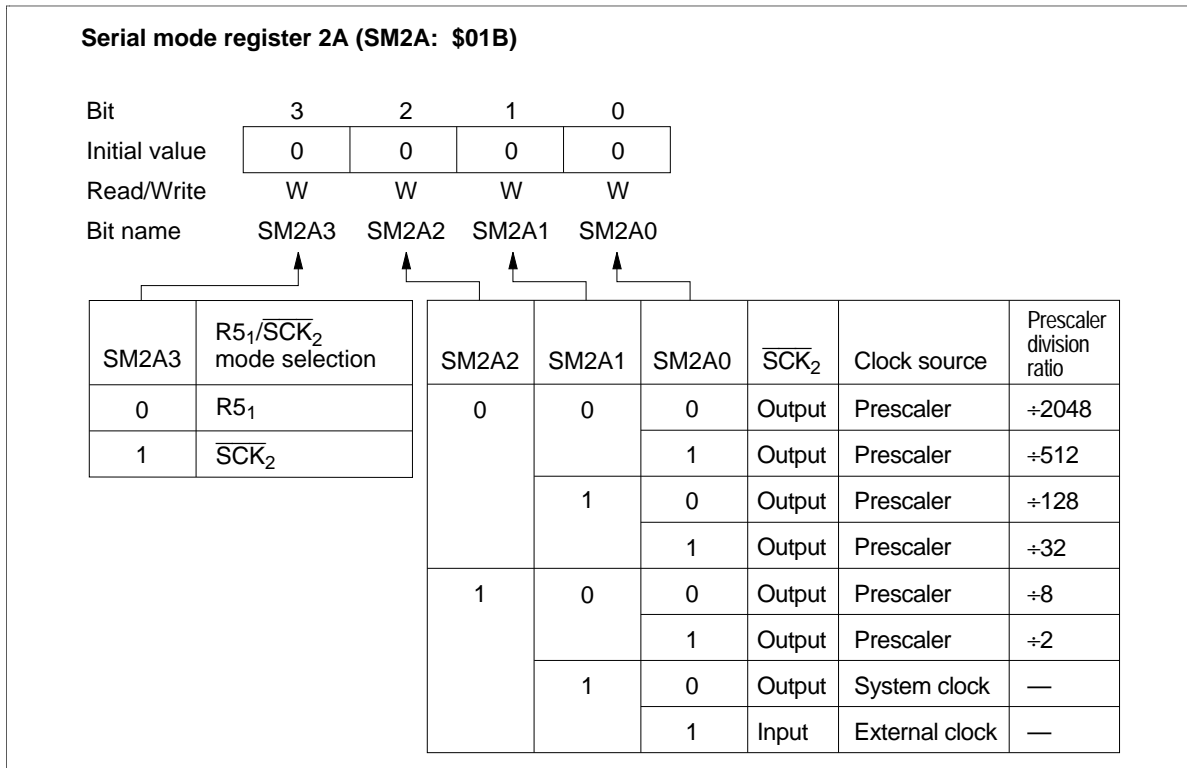 Serial mode register 2A (SM2A: $01B)
Bit 3 2 1 0
Initial value 0 0 0 0
Read/Write W W W W
Bit name SM2A3 SM2A2 SM2A1 SM2A0
SM2A3 R5₁/S̅C̅K̅₂ mode selection
0 R5₁
1 S̅C̅K̅₂
SM2A2 SM2A1 SM2A0 S̅C̅K̅₂ Clock source Prescaler division ratio
0 0 0 Output Prescaler ÷2048
1 Output Prescaler ÷512
1 0 Output Prescaler ÷128
1 Output Prescaler ÷32
1 0 0 Output Prescaler ÷8
1 Output Prescaler ÷2
1 0 Output System clock —
1 Input External clock —